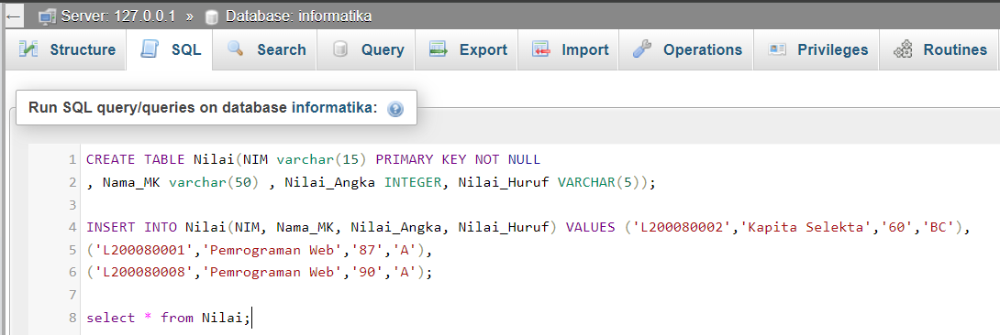 Server: 127.0.0.1 » Database: informatika
Structure SQL Search Query Export Import Operations Privileges Routines
Run SQL query/queries on database informatika:
1 CREATE TABLE Nilai(NIM varchar(15) PRIMARY KEY NOT NULL
2 , Nama_MK varchar(50) , Nilai_Angka INTEGER, Nilai_Huruf VARCHAR(5));
3
4 INSERT INTO Nilai(NIM, Nama_MK, Nilai_Angka, Nilai_Huruf) VALUES ('L200080002','Kapita Selekta','60','BC'),
5 ('L200080001','Pemrograman Web','87','A'),
6 ('L200080008','Pemrograman Web','90','A');
7
8 select * from Nilai;